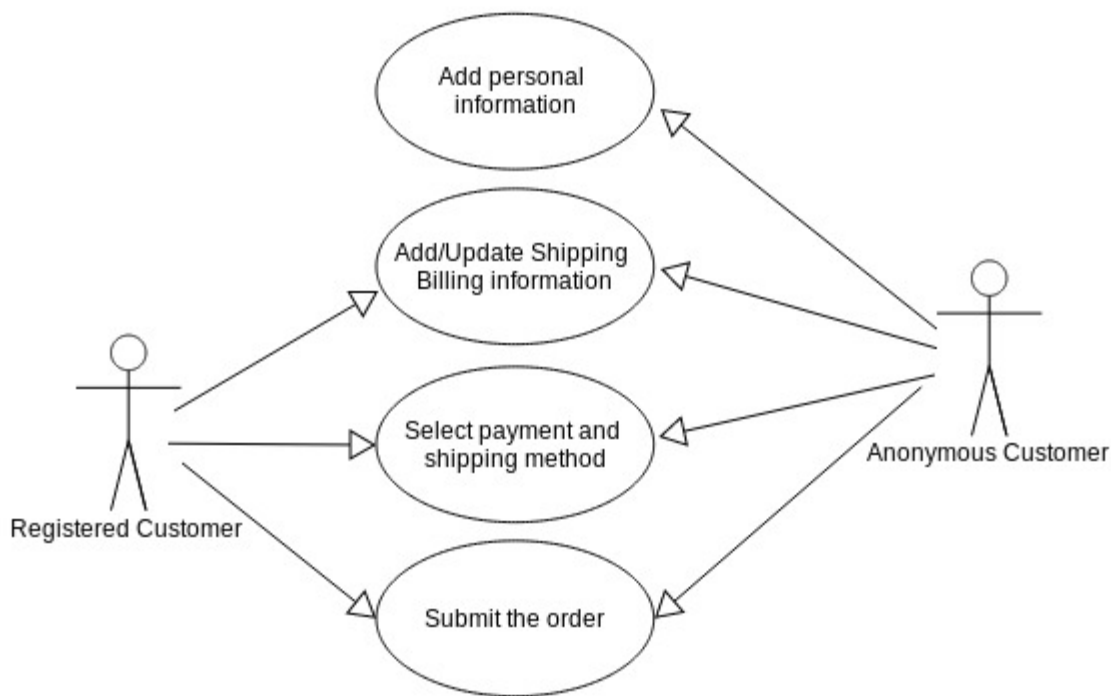 Add personal
information
Add/Update Shipping
Billing information
Select payment and
shipping method
Anonymous Customer
Registered Customer
Submit the order